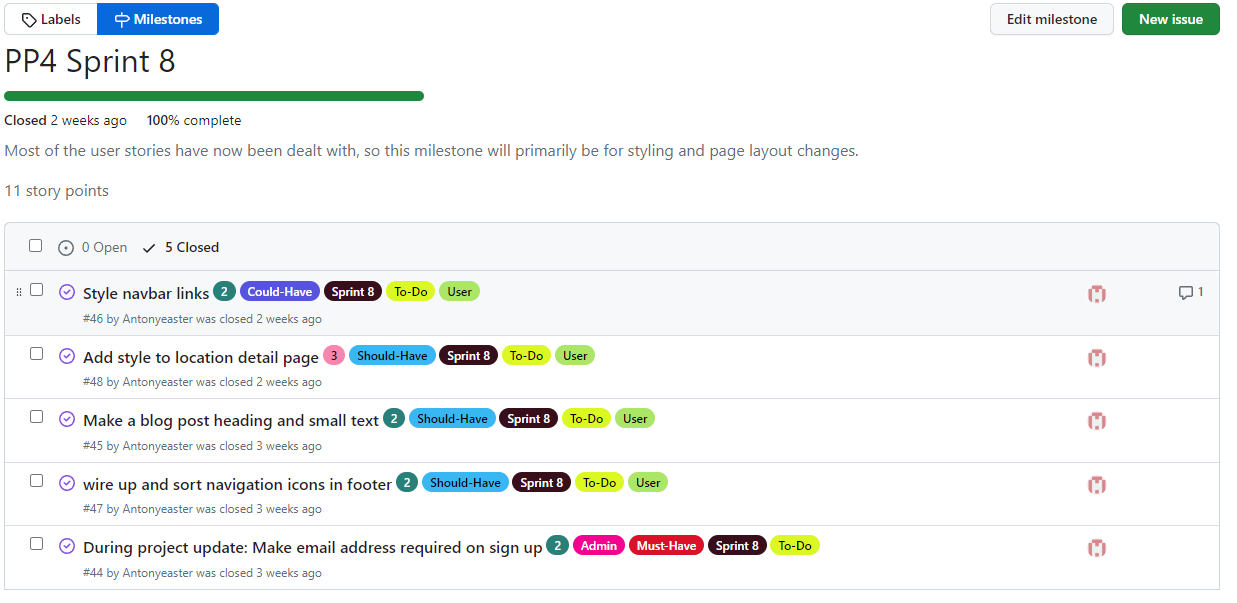 Labels Milestones Edit milestone New issue
PP4 Sprint 8
Closed 2 weeks ago 100% complete
Most of the user stories have now been dealt with, so this milestone will primarily be for styling and page layout changes.
11 story points
0 Open 5 Closed
Style navbar links 2 Could-Have Sprint 8 To-Do User 1
#46 by Antonyeaster was closed 2 weeks ago
Add style to location detail page 3 Should-Have Sprint 8 To-Do User
#48 by Antonyeaster was closed 2 weeks ago
Make a blog post heading and small text 2 Should-Have Sprint 8 To-Do User
#45 by Antonyeaster was closed 3 weeks ago
wire up and sort navigation icons in footer 2 Should-Have Sprint 8 To-Do User
#47 by Antonyeaster was closed 3 weeks ago
During project update: Make email address required on sign up 2 Admin Must-Have Sprint 8 To-Do
#44 by Antonyeaster was closed 3 weeks ago